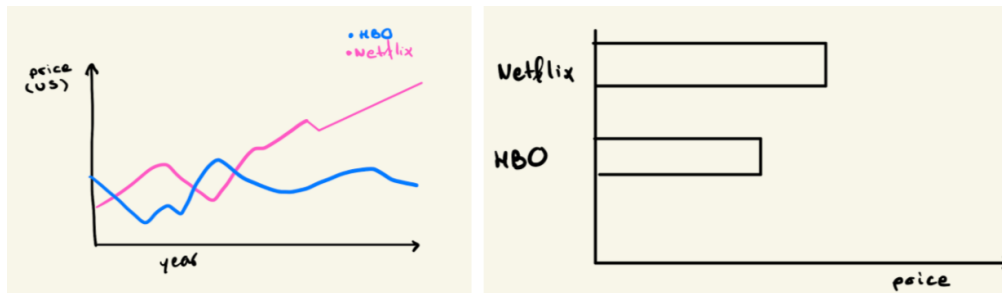 • HBO
• Netflix
price
(US)
year
Netflix
HBO
price